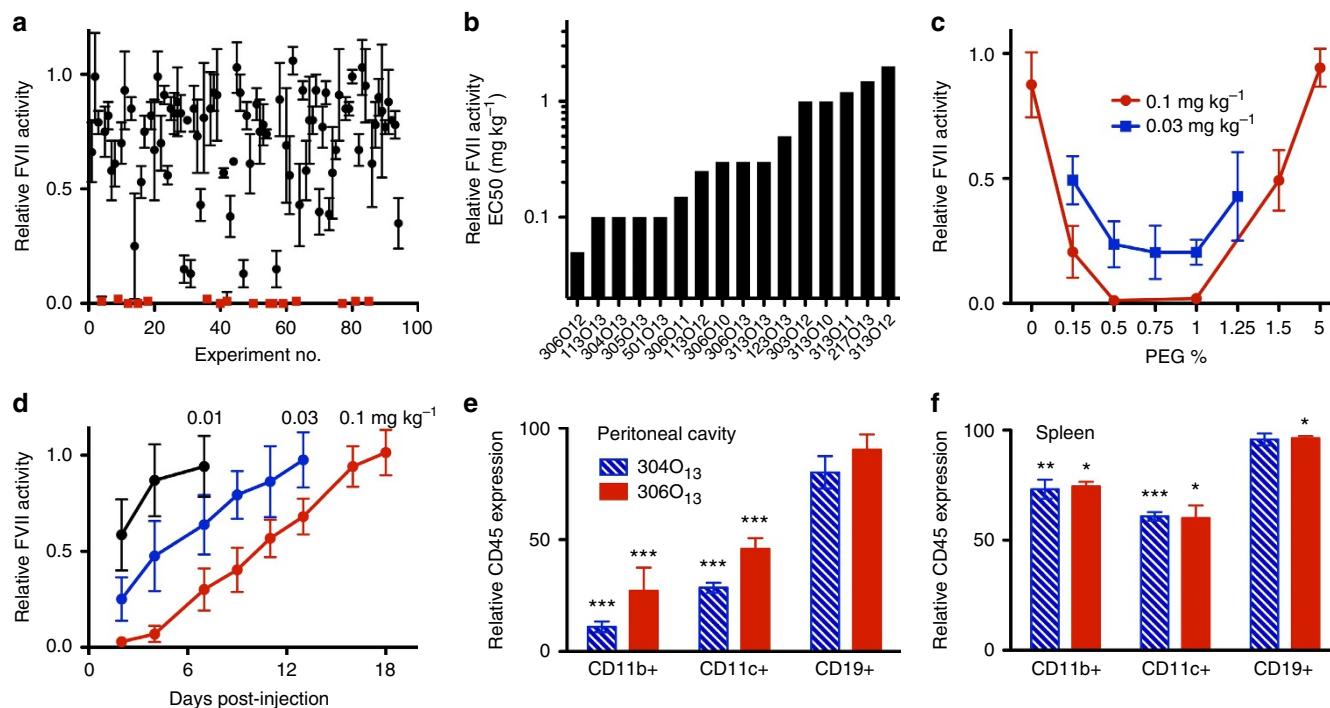 a
Relative FVII activity
1.0
0.5
0.0
0 20 40 60 80 100
Experiment no.
b
Relative FVII activity
EC50 (mg kg⁻¹)
1
0.1
306O12 113O13 304O13 305O13 501O13 306O11 113O12 306O10 306O13 313O13 123O13 303O12 313O10 313O11 217O13 313O12
c
Relative FVII activity
1.0
0.5
0.0
0.1 mg kg⁻¹
0.03 mg kg⁻¹
0 0.15 0.5 0.75 1 1.25 1.5 5
PEG %
d
Relative FVII activity
0.01 0.03 0.1 mg kg⁻¹
1.0
0.5
0.0
0 6 12 18
Days post-injection
e
Relative CD45 expression
100
50
0
Peritoneal cavity
304O₁₃
306O₁₃
*** *** *** ***
CD11b+ CD11c+ CD19+
f
Relative CD45 expression
100
50
0
Spleen
** * *** * *
CD11b+ CD11c+ CD19+